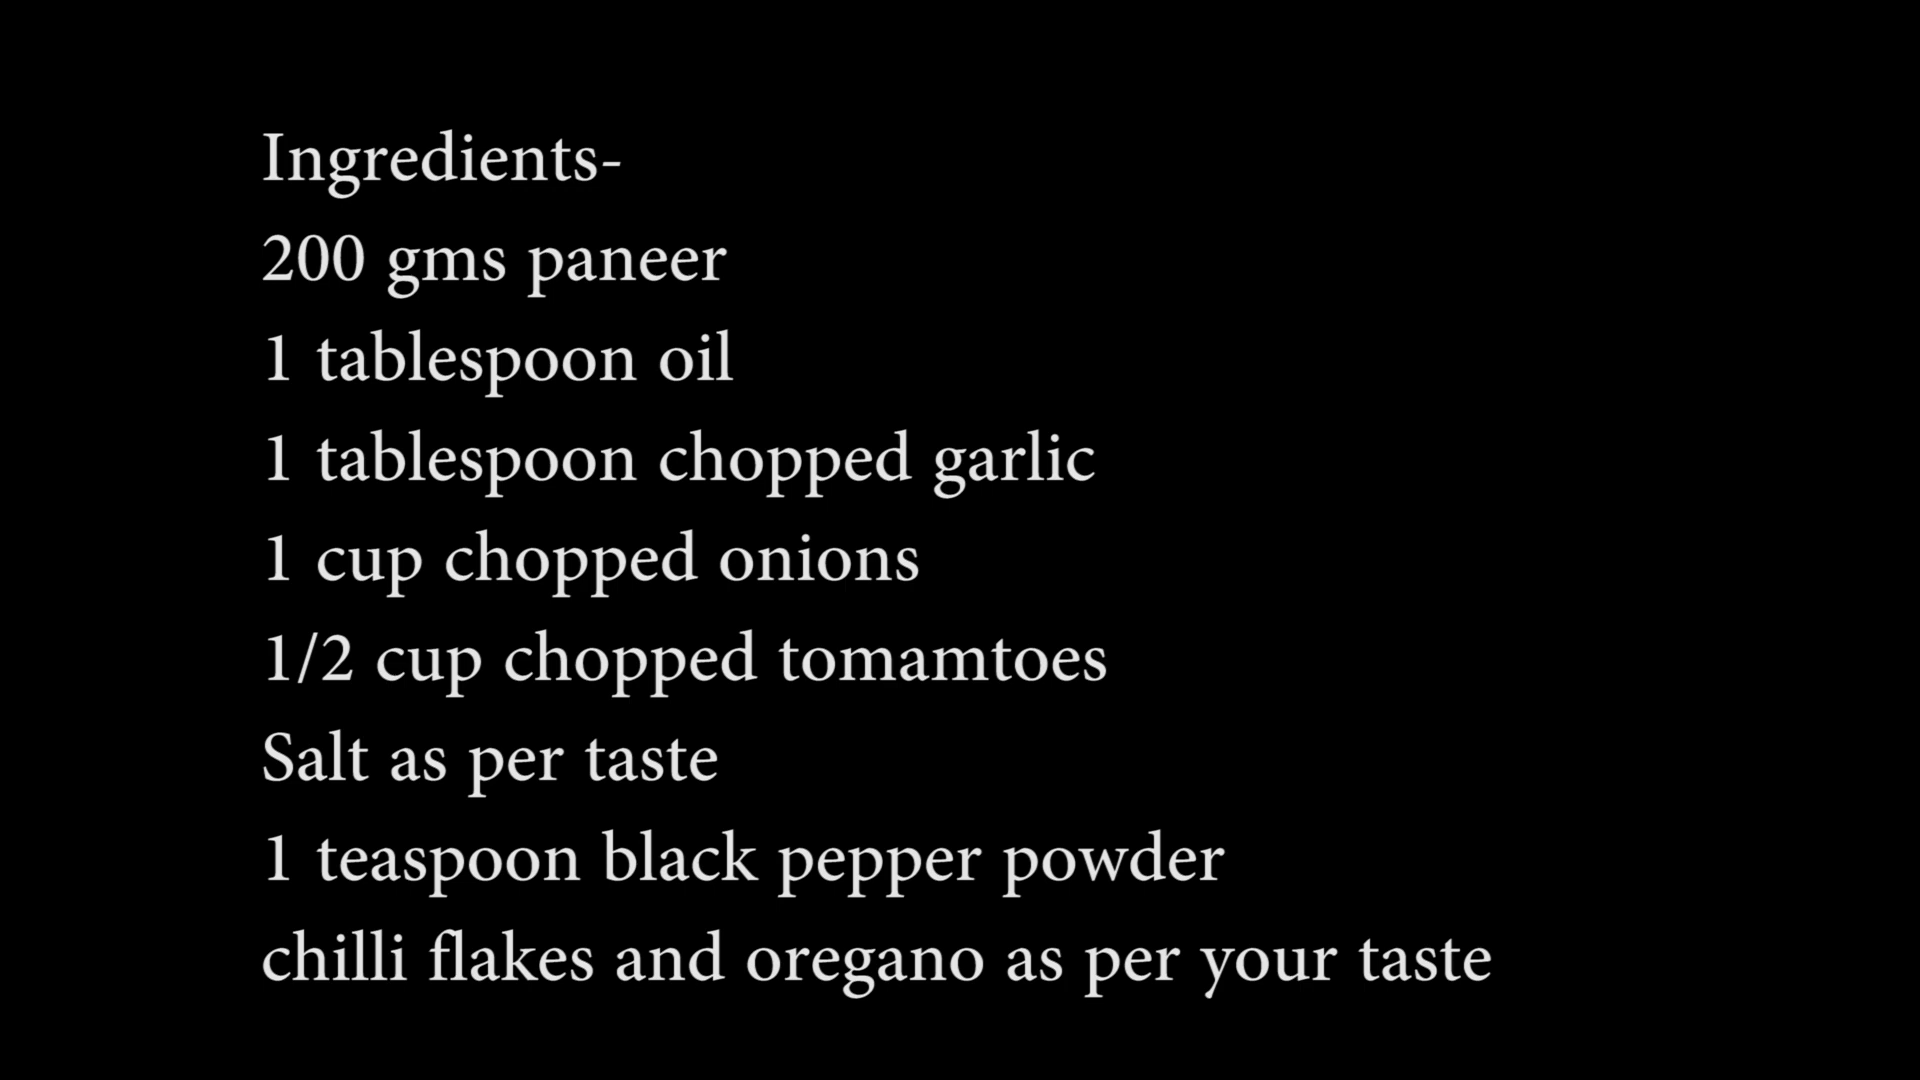 Ingredients-
200 gms paneer
1 tablespoon oil
1 tablespoon chopped garlic
1 cup chopped onions
1/2 cup chopped tomamtoes
Salt as per taste
1 teaspoon black pepper powder
chilli flakes and oregano as per your taste